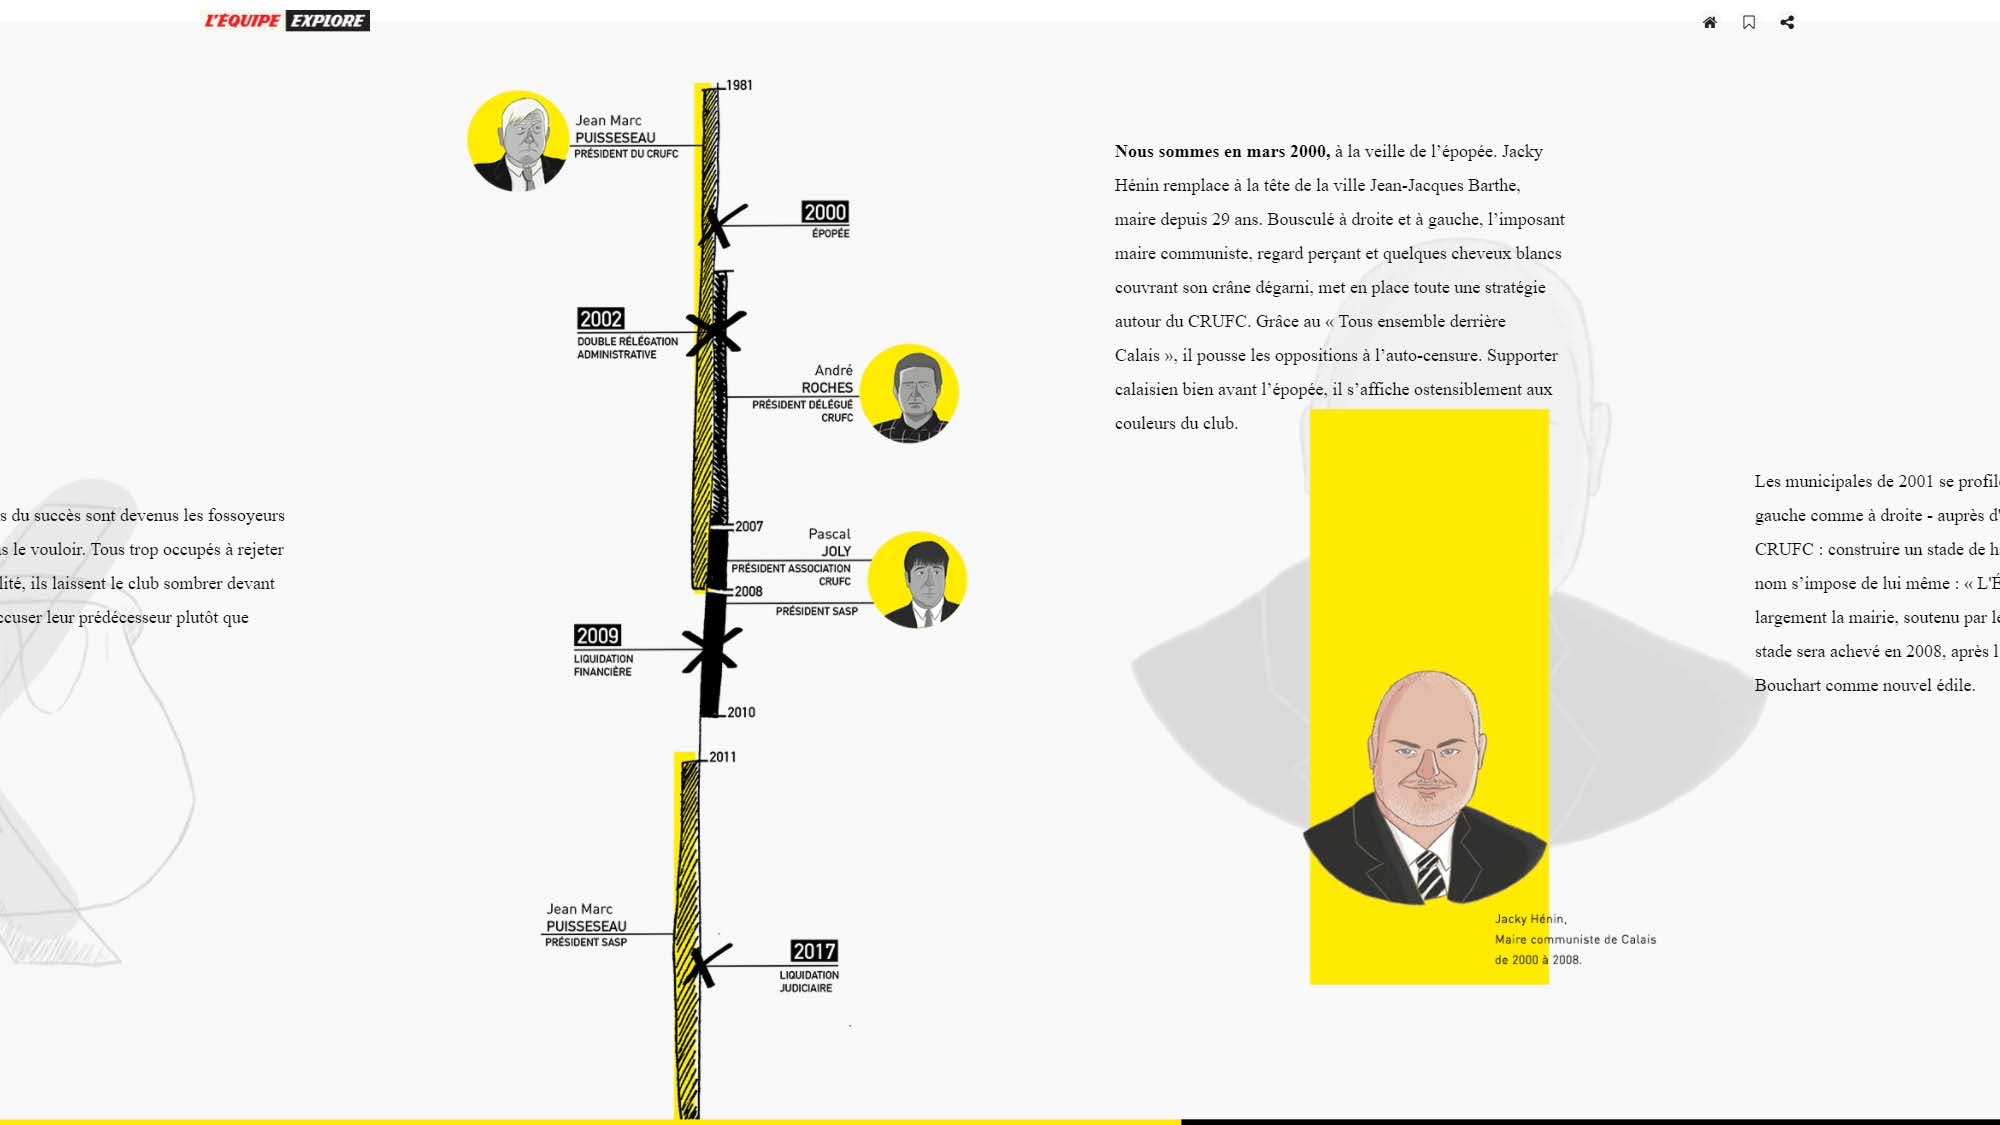 L'ÉQUIPE EXPLORE
s du succès sont devenus les fossoyeurs
s le vouloir. Tous trop occupés à rejeter
lité, ils laissent le club sombrer devant
ccuser leur prédécesseur plutôt que
1981
Jean Marc
PUISSESEAU
PRÉSIDENT DU CRUFC
2000
ÉPOPÉE
2002
DOUBLE RÉLÉGATION
ADMINISTRATIVE
André
ROCHES
PRÉSIDENT DÉLÉGUÉ
CRUFC
2007
Pascal
JOLY
PRÉSIDENT ASSOCIATION
CRUFC
2008
PRÉSIDENT SASP
2009
LIQUIDATION
FINANCIÈRE
2010
2011
Jean Marc
PUISSESEAU
PRÉSIDENT SASP
2017
LIQUIDATION
JUDICIAIRE
Nous sommes en mars 2000, à la veille de l’épopée. Jacky
Hénin remplace à la tête de la ville Jean-Jacques Barthe,
maire depuis 29 ans. Bousculé à droite et à gauche, l’imposant
maire communiste, regard perçant et quelques cheveux blancs
couvrant son crâne dégarni, met en place toute une stratégie
autour du CRUFC. Grâce au « Tous ensemble derrière
Calais », il pousse les oppositions à l’auto-censure. Supporter
calaisien bien avant l’épopée, il s’affiche ostensiblement aux
couleurs du club.
Jacky Hénin,
Maire communiste de Calais
de 2000 à 2008.
Les municipales de 2001 se profil
gauche comme à droite - auprès d'
CRUFC : construire un stade de h
nom s’impose de lui même : « L'É
largement la mairie, soutenu par le
stade sera achevé en 2008, après l
Bouchart comme nouvel édile.